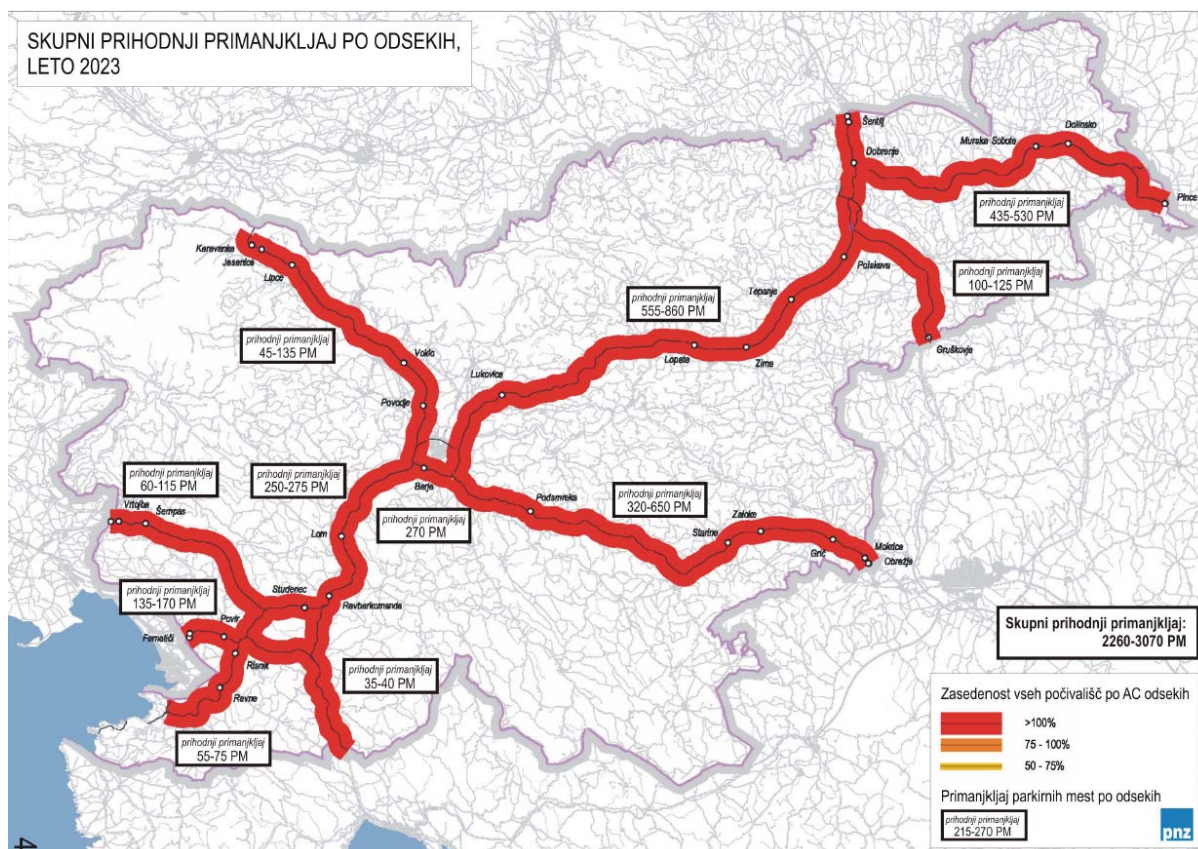 SKUPNI PRIHODNJI PRIMANJKLJAJ PO ODSEKIH,
LETO 2023
Šentilj
Dobrenje
Murska Sobota
Dolinsko
Pince
prihodnji primanjkljaj
435-530 PM
Karavanke
Jesenice
Lipce
Polskava
prihodnji primanjkljaj
100-125 PM
Tepanje
prihodnji primanjkljaj
555-860 PM
Gruškovje
prihodnji primanjkljaj
45-135 PM
Voklo
Lopata
Zima
Lukovica
Povodje
prihodnji primanjkljaj
60-115 PM
prihodnji primanjkljaj
250-275 PM
Barje
Vrtojba
Šempas
Podsmreka
prihodnji primanjkljaj
320-650 PM
prihodnji primanjkljaj
270 PM
Lom
Starine
Zaloke
Grič
Mokrice
Obrežje
prihodnji primanjkljaj
135-170 PM
Studenec
Ravbarkomanda
Povir
Fernetiči
Risnik
Skupni prihodnji primanjkljaj:
2260-3070 PM
prihodnji primanjkljaj
35-40 PM
Ravne
prihodnji primanjkljaj
55-75 PM
Zasedenost vseh počivališč po AC odsekih
>100%
75 - 100%
50 - 75%
Primanjkljaj parkirnih mest po odsekih
prihodnji primanjkljaj
215-270 PM
pnz
4